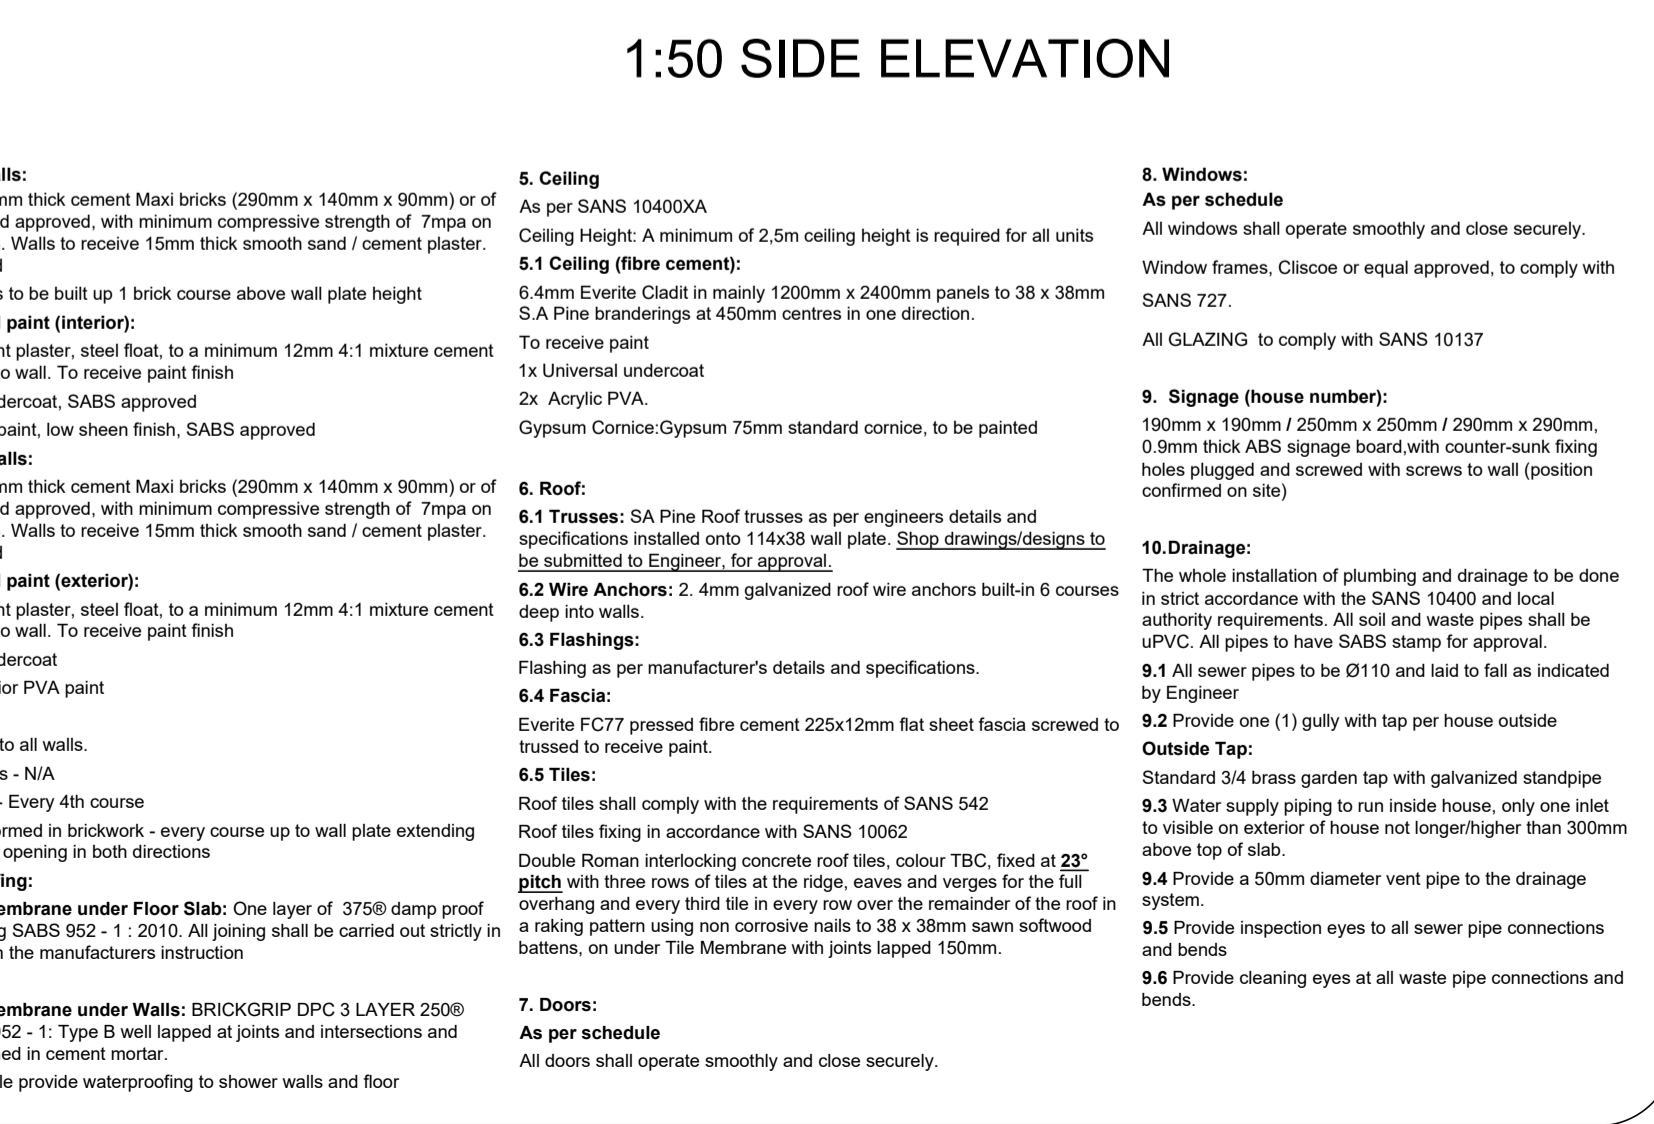 1:50 SIDE ELEVATION
lls:
mm thick cement Maxi bricks (290mm x 140mm x 90mm) or of
d approved, with minimum compressive strength of  7mpa on
. Walls to receive 15mm thick smooth sand / cement plaster.
d
s to be built up 1 brick course above wall plate height
paint (interior):
nt plaster, steel float, to a minimum 12mm 4:1 mixture cement
o wall. To receive paint finish
dercoat, SABS approved
paint, low sheen finish, SABS approved
alls:
mm thick cement Maxi bricks (290mm x 140mm x 90mm) or of
d approved, with minimum compressive strength of  7mpa on
. Walls to receive 15mm thick smooth sand / cement plaster.
d
paint (exterior):
nt plaster, steel float, to a minimum 12mm 4:1 mixture cement
o wall. To receive paint finish
dercoat
ior PVA paint
to all walls.
s - N/A
- Every 4th course
ormed in brickwork - every course up to wall plate extending
opening in both directions
fing:
embrane under Floor Slab: One layer of  375® damp proof
g SABS 952 - 1 : 2010. All joining shall be carried out strictly in
n the manufacturers instruction
embrane under Walls: BRICKGRIP DPC 3 LAYER 250®
952 - 1: Type B well lapped at joints and intersections and
ed in cement mortar.
le provide waterproofing to shower walls and floor
5. Ceiling
As per SANS 10400XA
Ceiling Height: A minimum of 2,5m ceiling height is required for all units
5.1 Ceiling (fibre cement):
6.4mm Everite Cladit in mainly 1200mm x 2400mm panels to 38 x 38mm
S.A Pine branderings at 450mm centres in one direction.
To receive paint
1x Universal undercoat
2x  Acrylic PVA.
Gypsum Cornice:Gypsum 75mm standard cornice, to be painted
6. Roof:
6.1 Trusses: SA Pine Roof trusses as per engineers details and
specifications installed onto 114x38 wall plate. Shop drawings/designs to
be submitted to Engineer, for approval.
6.2 Wire Anchors: 2. 4mm galvanized roof wire anchors built-in 6 courses
deep into walls.
6.3 Flashings:
Flashing as per manufacturer's details and specifications.
6.4 Fascia:
Everite FC77 pressed fibre cement 225x12mm flat sheet fascia screwed to
trussed to receive paint.
6.5 Tiles:
Roof tiles shall comply with the requirements of SANS 542
Roof tiles fixing in accordance with SANS 10062
Double Roman interlocking concrete roof tiles, colour TBC, fixed at 23°
pitch with three rows of tiles at the ridge, eaves and verges for the full
overhang and every third tile in every row over the remainder of the roof in
a raking pattern using non corrosive nails to 38 x 38mm sawn softwood
battens, on under Tile Membrane with joints lapped 150mm.
7. Doors:
As per schedule
All doors shall operate smoothly and close securely.
8. Windows:
As per schedule
All windows shall operate smoothly and close securely.
Window frames, Cliscoe or equal approved, to comply with
SANS 727.
All GLAZING  to comply with SANS 10137
9.  Signage (house number):
190mm x 190mm / 250mm x 250mm / 290mm x 290mm,
0.9mm thick ABS signage board,with counter-sunk fixing
holes plugged and screwed with screws to wall (position
confirmed on site)
10.Drainage:
The whole installation of plumbing and drainage to be done
in strict accordance with the SANS 10400 and local
authority requirements. All soil and waste pipes shall be
uPVC. All pipes to have SABS stamp for approval.
9.1 All sewer pipes to be Ø110 and laid to fall as indicated
by Engineer
9.2 Provide one (1) gully with tap per house outside
Outside Tap:
Standard 3/4 brass garden tap with galvanized standpipe
9.3 Water supply piping to run inside house, only one inlet
to visible on exterior of house not longer/higher than 300mm
above top of slab.
9.4 Provide a 50mm diameter vent pipe to the drainage
system.
9.5 Provide inspection eyes to all sewer pipe connections
and bends
9.6 Provide cleaning eyes at all waste pipe connections and
bends.